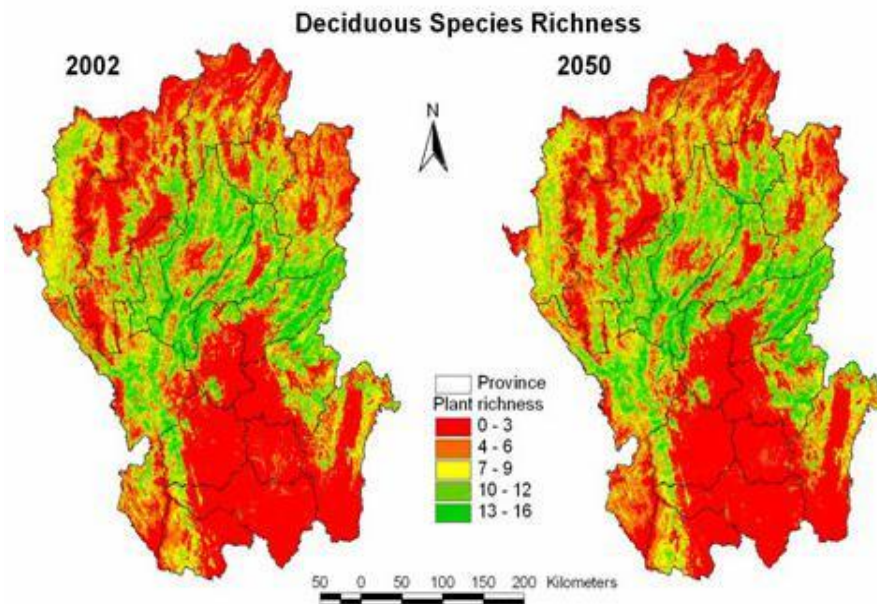 Deciduous Species Richness
2002
2050
N
Province
Plant richness
0 - 3
4 - 6
7 - 9
10 - 12
13 - 16
50 0 50 100 150 200 Kilometers